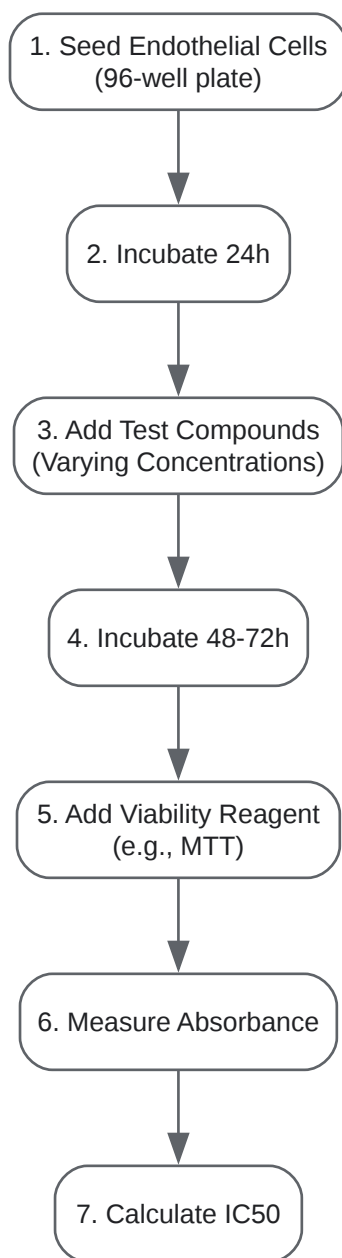 1. Seed Endothelial Cells
(96-well plate)
2. Incubate 24h
3. Add Test Compounds
(Varying Concentrations)
4. Incubate 48-72h
5. Add Viability Reagent
(e.g., MTT)
6. Measure Absorbance
7. Calculate IC50